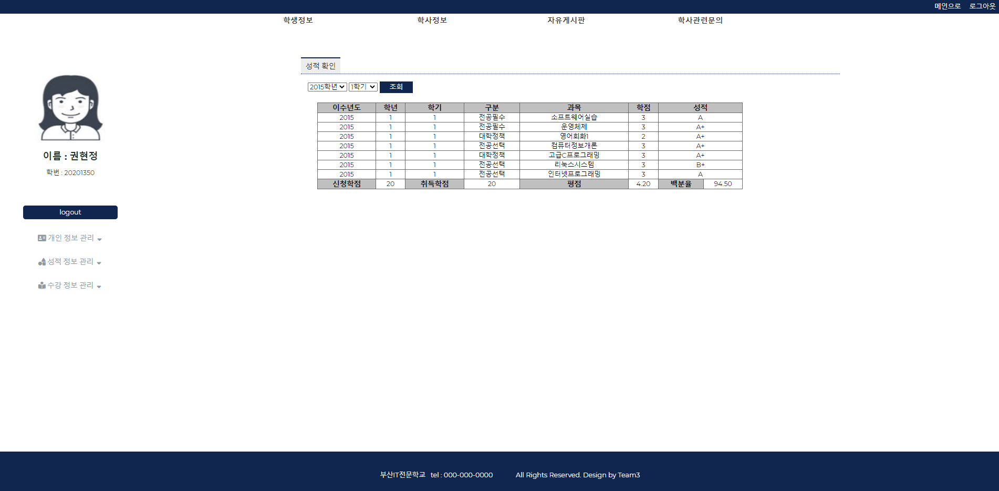 메인으로 로그아웃
학생정보 학사정보 자유게시판 학사관련문의
성적 확인
2015학년 1학기 조회
이수년도 학년 학기 구분 과목 학점 성적
2015 1 1 전공필수 소프트웨어실습 3 A
2015 1 1 전공필수 운영체제 3 A+
2015 1 1 대학정책 영어회화1 2 A+
2015 1 1 전공선택 컴퓨터정보개론 3 A+
2015 1 1 대학정책 고급C프로그래밍 3 A+
2015 1 1 전공선택 리눅스시스템 3 B+
2015 1 1 전공선택 인터넷프로그래밍 3 A
신청학점 20 취득학점 20 평점 4.20 백분율 94.50
이름 : 권현정
학번 : 20201350
logout
개인 정보 관리
성적 정보 관리
수강 정보 관리
부산IT전문학교 tel : 000-000-0000 All Rights Reserved. Design by Team3